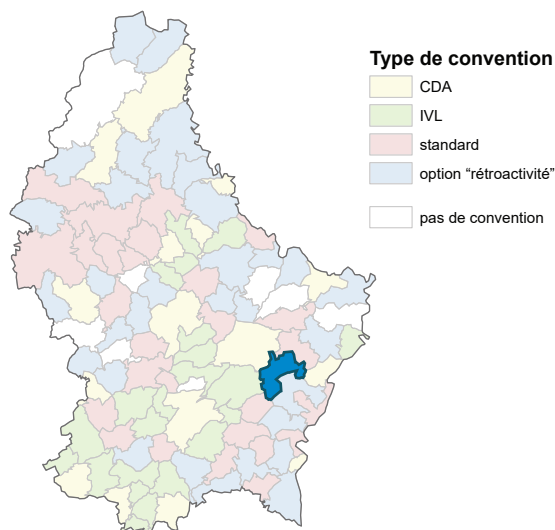 Type de convention
CDA
IVL
standard
option “rétroactivité”
pas de convention